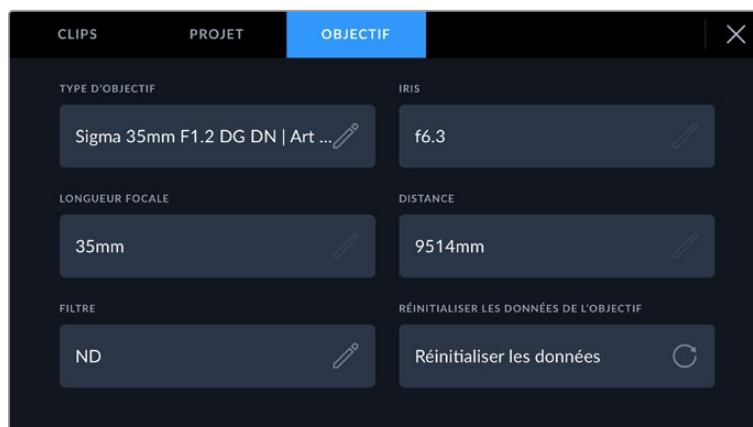 CLIPS PROJET OBJECTIF
TYPE D'OBJECTIF IRIS
Sigma 35mm F1.2 DG DN | Art ... f6.3
LONGUEUR FOCALE DISTANCE
35mm 9514mm
FILTRE RÉINITIALISER LES DONNÉES DE L'OBJECTIF
ND Réinitialiser les données